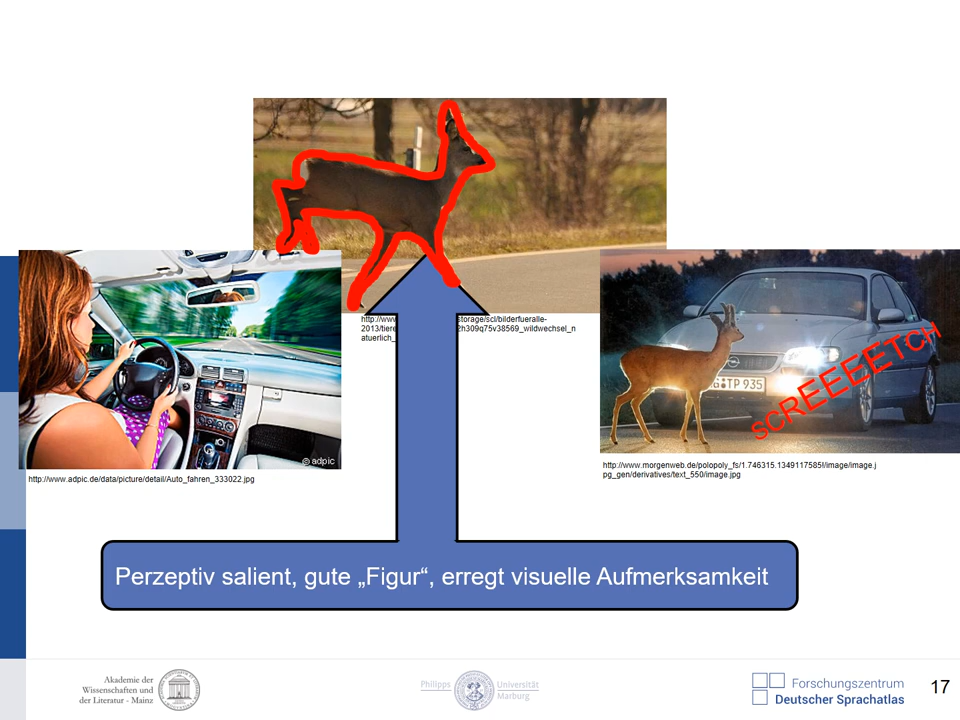 http://www
storage/scl/bilderfueralle-
2013/tier
2h309q75v38569_wildwechsel_n
atuerlich_
© adpic
http://www.adpic.de/data/picture/detail/Auto_fahren_333022.jpg
G TP 935
SCREEEETCH
http://www.morgenweb.de/polopoly_fs/1.746315.1349117585!/image/image.j
pg_gen/derivatives/text_550/image.jpg
Perzeptiv salient, gute „Figur“, erregt visuelle Aufmerksamkeit
Akademie der
Wissenschaften und
der Literatur - Mainz
Philipps Universität
Marburg
Forschungszentrum
Deutscher Sprachatlas
17